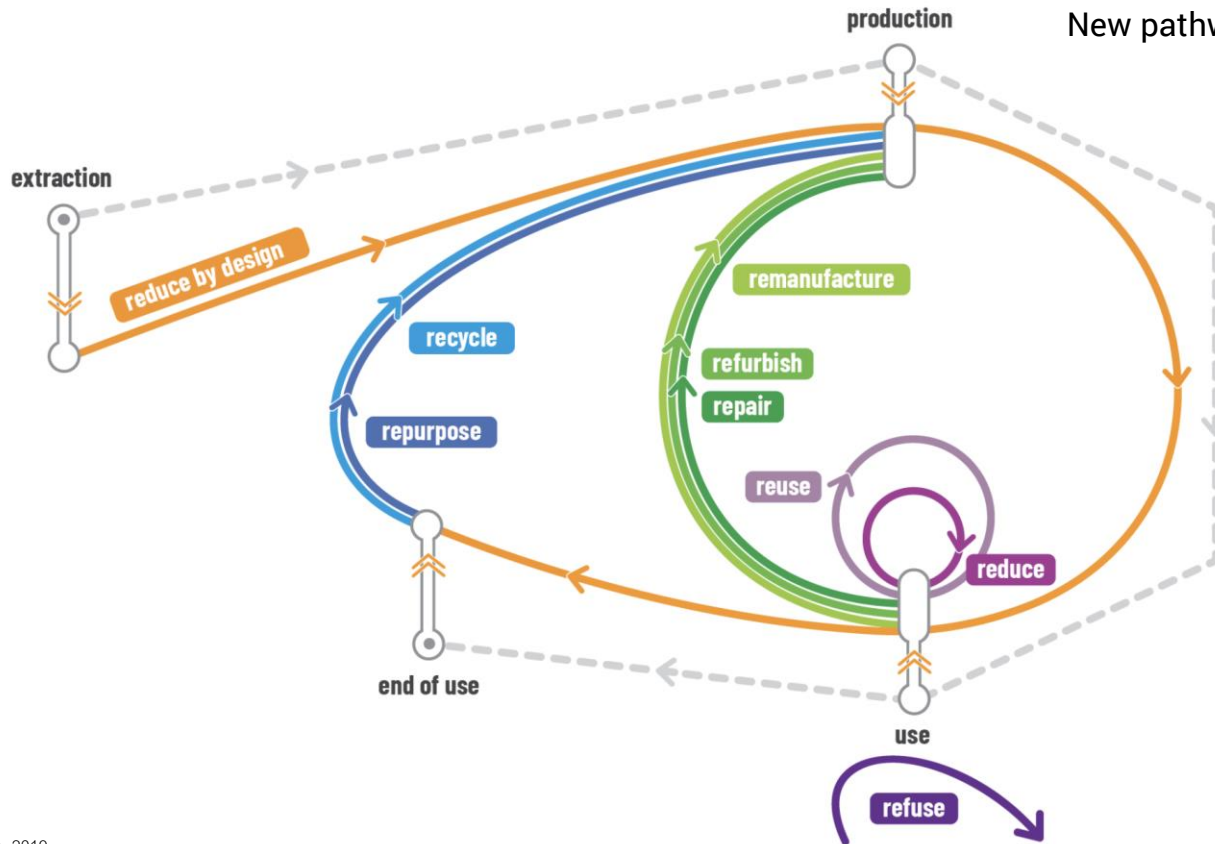 production
New pathw
extraction
reduce by design
remanufacture
recycle
refurbish
repair
repurpose
reuse
reduce
end of use
use
refuse